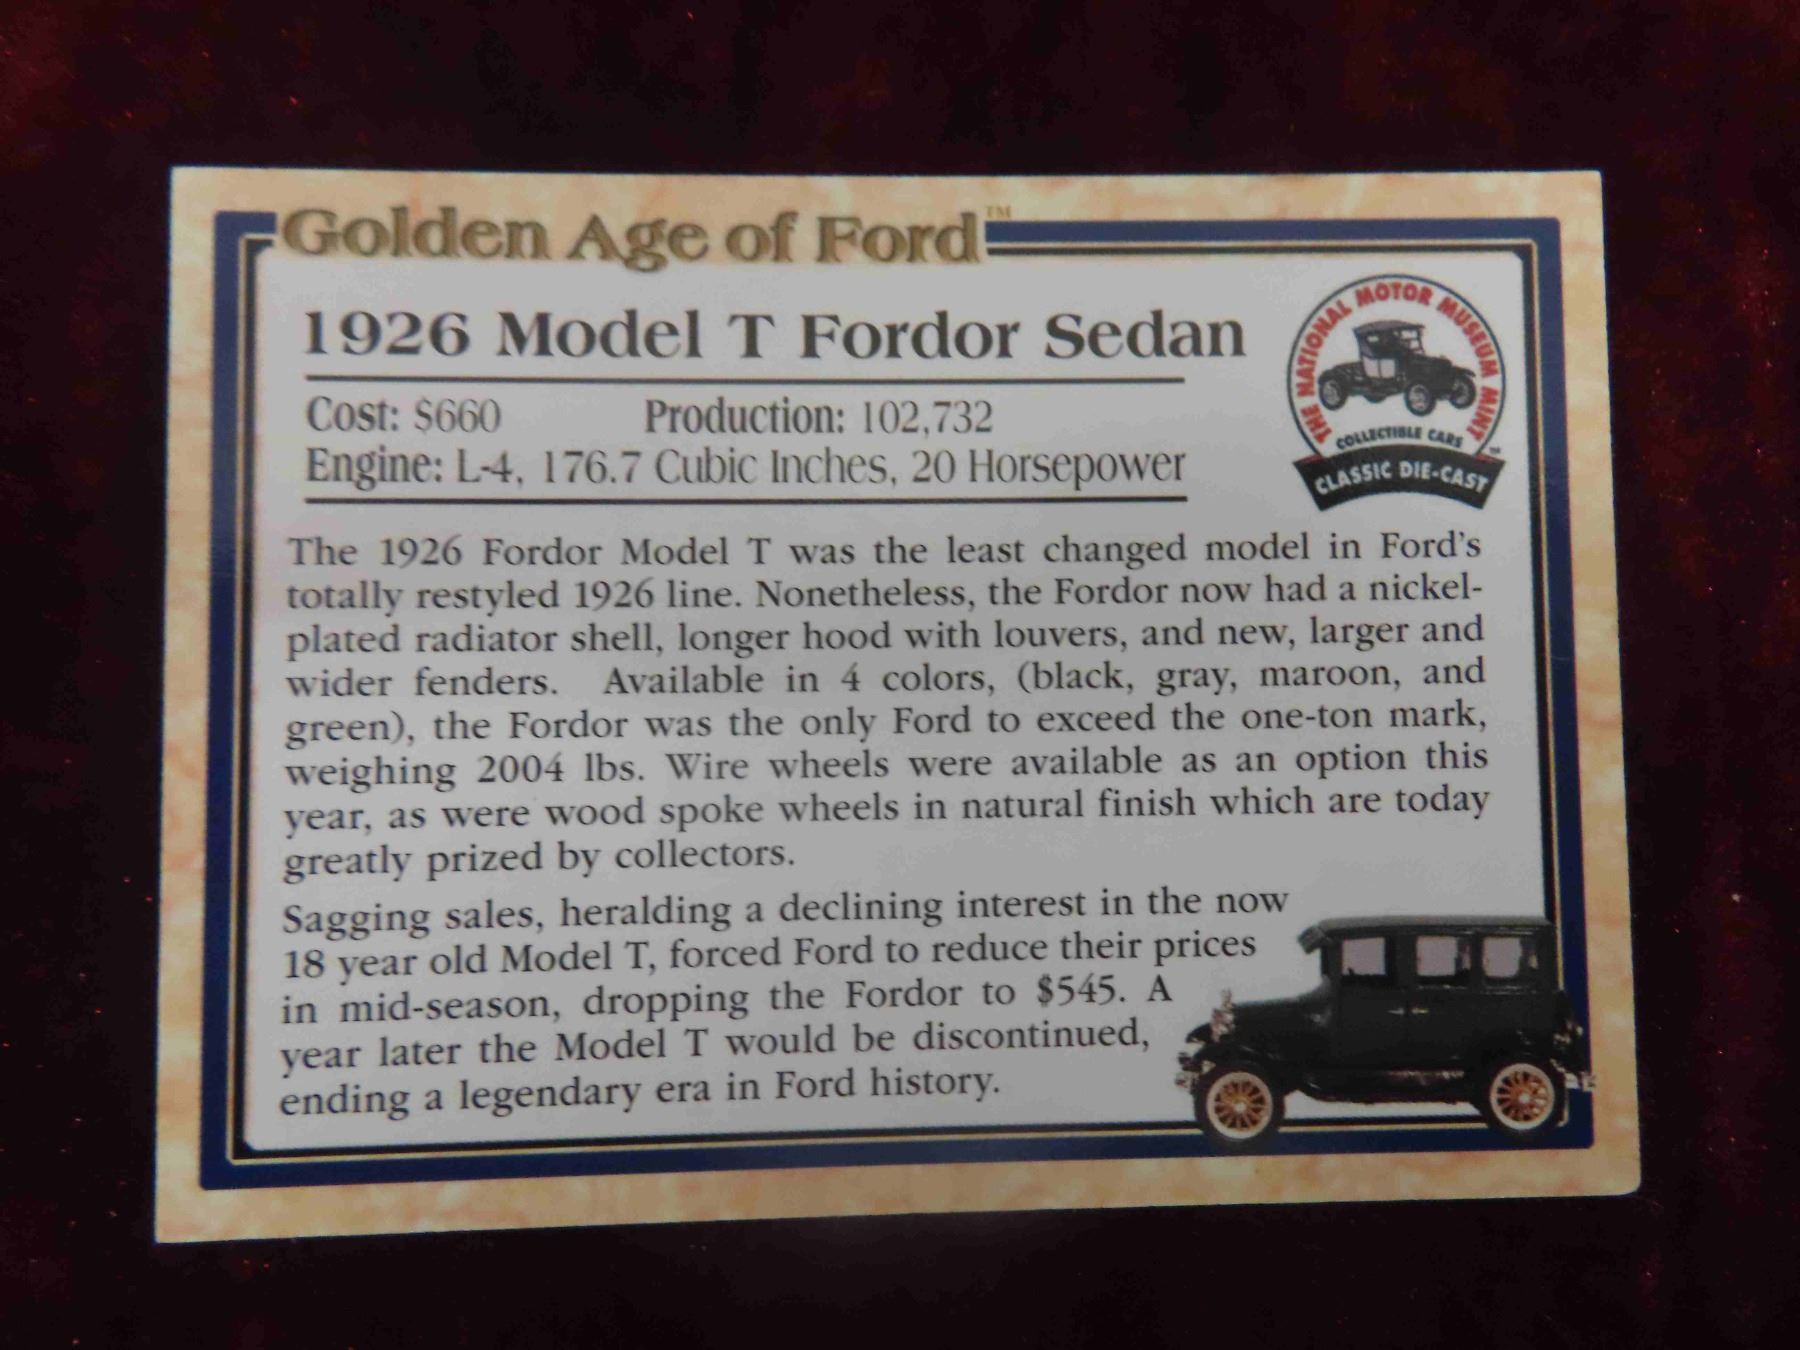 Golden Age of Ford™
1926 Model T Fordor Sedan
Cost: $660 Production: 102,732
Engine: L-4, 176.7 Cubic Inches, 20 Horsepower
THE NATIONAL MOTOR MUSEUM MINT
COLLECTIBLE CARS™
CLASSIC DIE-CAST
The 1926 Fordor Model T was the least changed model in Ford's
totally restyled 1926 line. Nonetheless, the Fordor now had a nickel-
plated radiator shell, longer hood with louvers, and new, larger and
wider fenders. Available in 4 colors, (black, gray, maroon, and
green), the Fordor was the only Ford to exceed the one-ton mark,
weighing 2004 lbs. Wire wheels were available as an option this
year, as were wood spoke wheels in natural finish which are today
greatly prized by collectors.
Sagging sales, heralding a declining interest in the now
18 year old Model T, forced Ford to reduce their prices
in mid-season, dropping the Fordor to $545. A
year later the Model T would be discontinued,
ending a legendary era in Ford history.